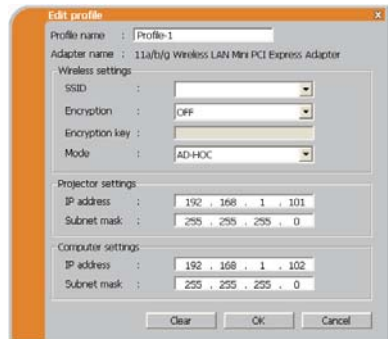 Edit profile x
Profile name : Profile-1
Adapter name : 11a/b/g Wireless LAN Mini PCI Express Adapter
Wireless settings
SSID :
Encryption : OFF
Encryption key :
Mode : AD-HOC
Projector settings
IP address : 192 . 168 . 1 . 101
Subnet mask : 255 . 255 . 255 . 0
Computer settings
IP address : 192 . 168 . 1 . 102
Subnet mask : 255 . 255 . 255 . 0
Clear OK Cancel